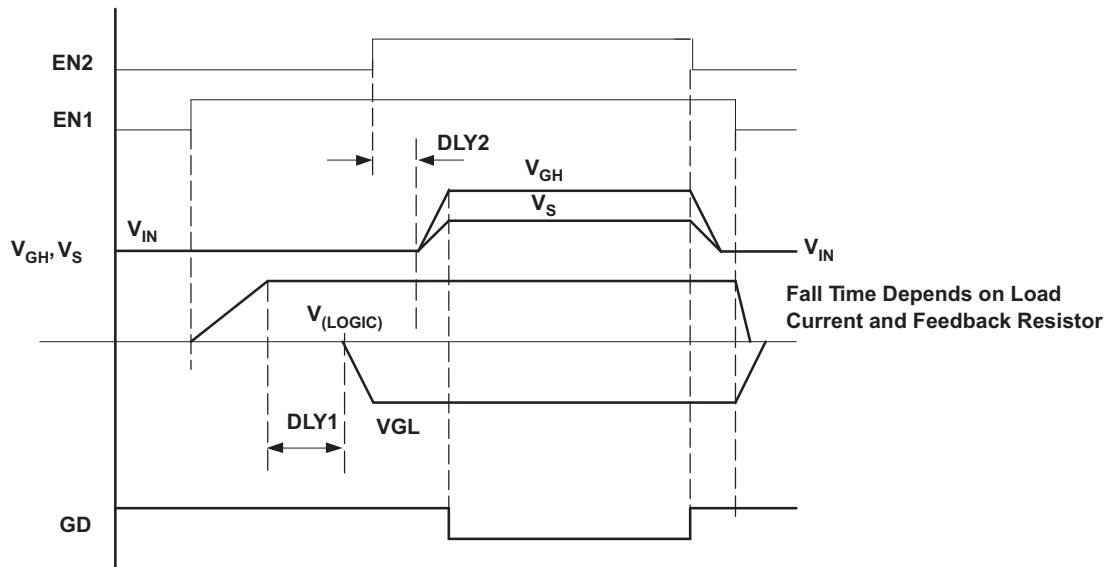 EN2
EN1
DLY2
V_GH
V_S
V_IN
V_GH, V_S
V_IN
Fall Time Depends on Load
Current and Feedback Resistor
V_(LOGIC)
DLY1
VGL
GD